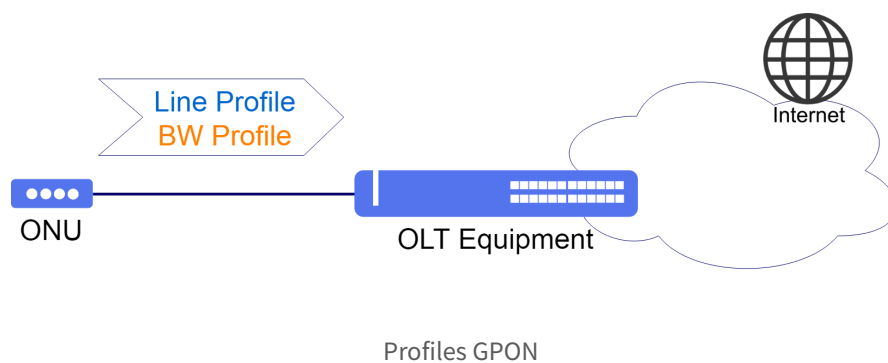 Internet
Line Profile
BW Profile
ONU
OLT Equipment
Profiles GPON